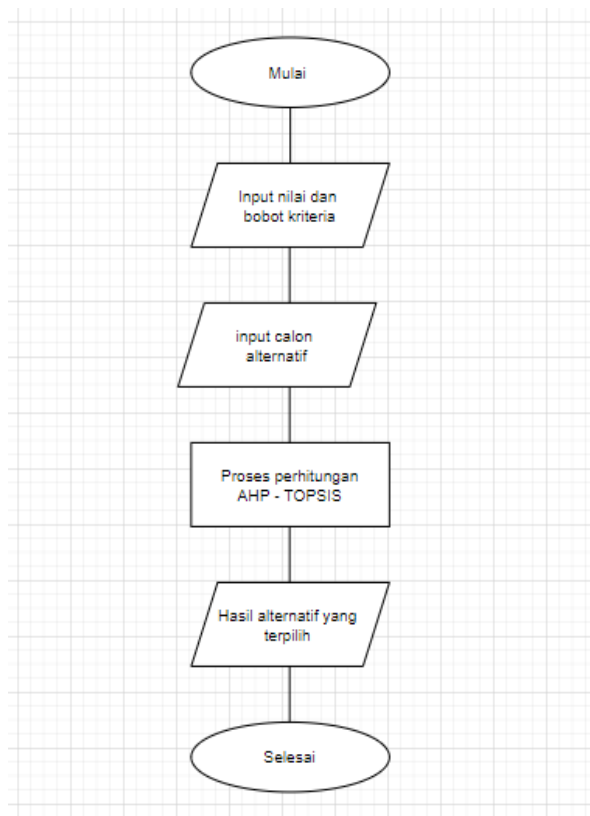 Mulai
Input nilai dan
bobot kriteria
input calon
alternatif
Proses perhitungan
AHP - TOPSIS
Hasil alternatif yang
terpilih
Selesai